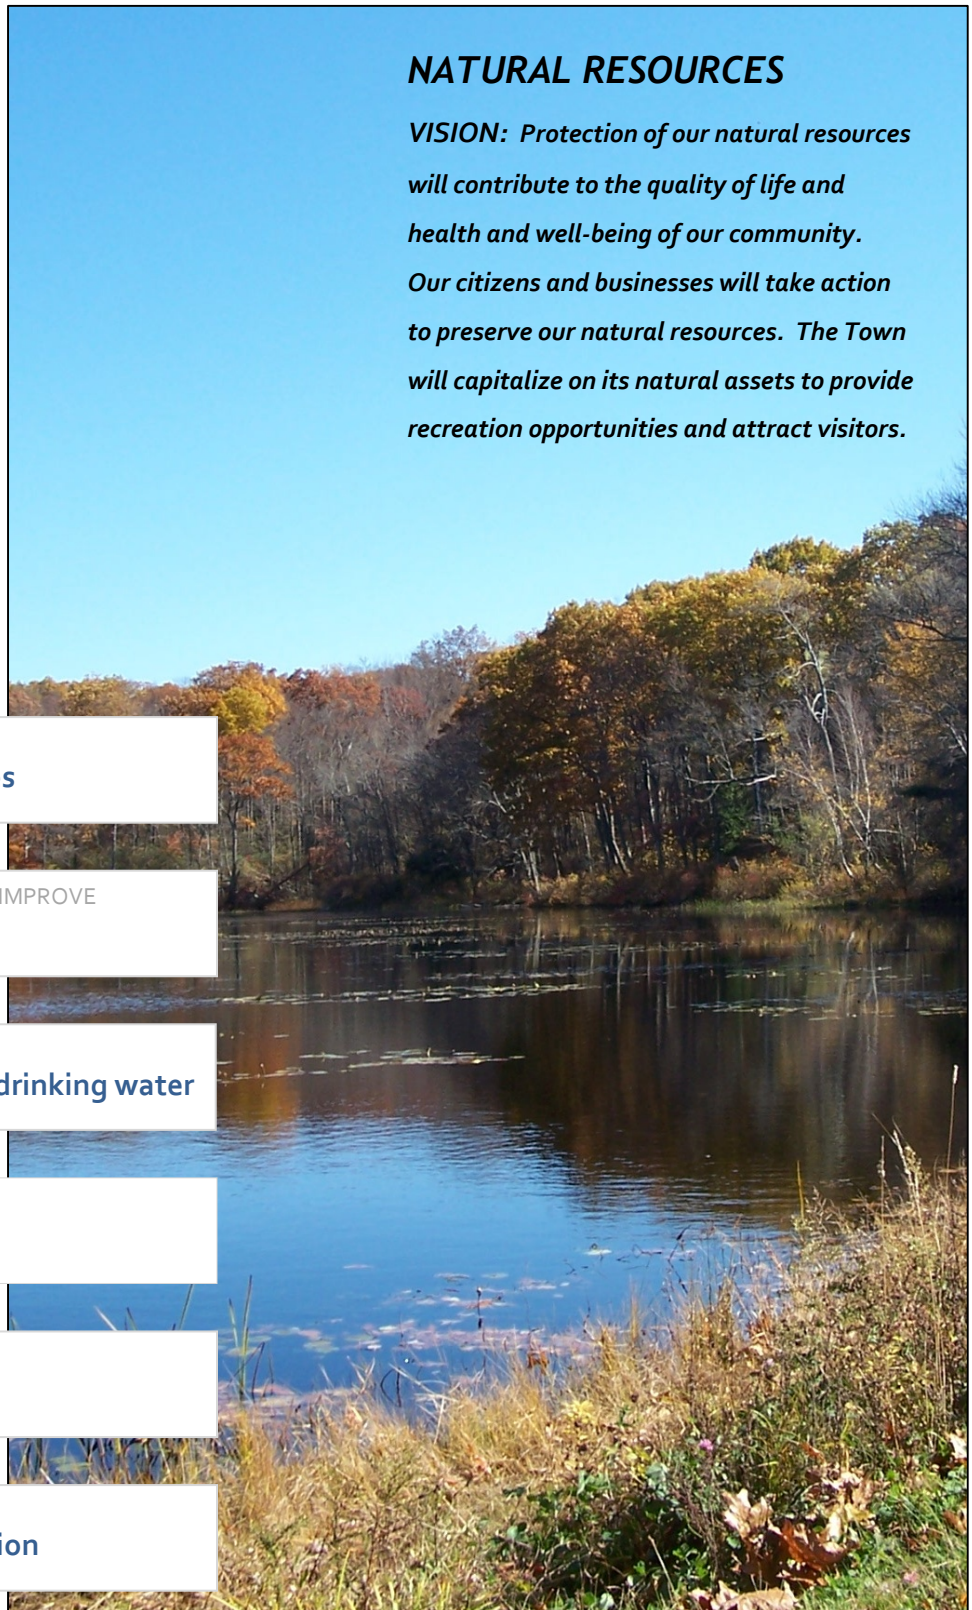 NATURAL RESOURCES
VISION: Protection of our natural resources
will contribute to the quality of life and
health and well-being of our community.
Our citizens and businesses will take action
to preserve our natural resources. The Town
will capitalize on its natural assets to provide
recreation opportunities and attract visitors.
IMPROVE
drinking water